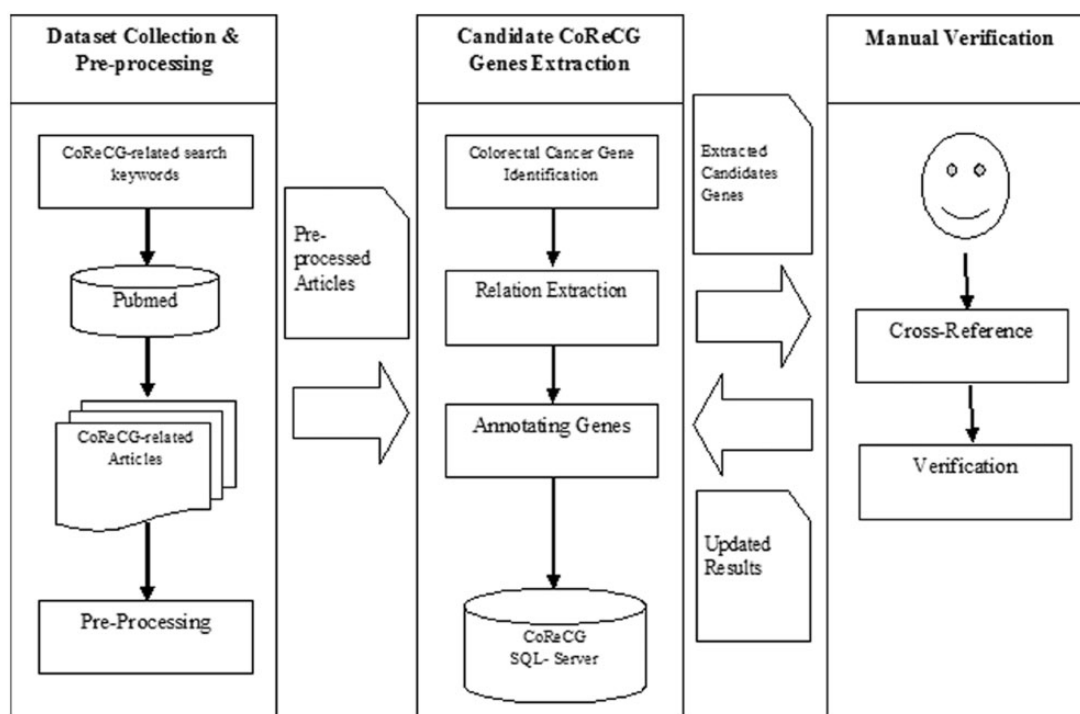 Dataset Collection &
Pre-processing
CoReCG-related search
keywords
Pubmed
CoReCG-related
Articles
Pre-Processing
Pre-
processed
Articles
Candidate CoReCG
Genes Extraction
Colorectal Cancer Gene
Identification
Relation Extraction
Annotating Genes
CoReCG
SQL- Server
Extracted
Candidates
Genes
Updated
Results
Manual Verification
Cross-Reference
Verification